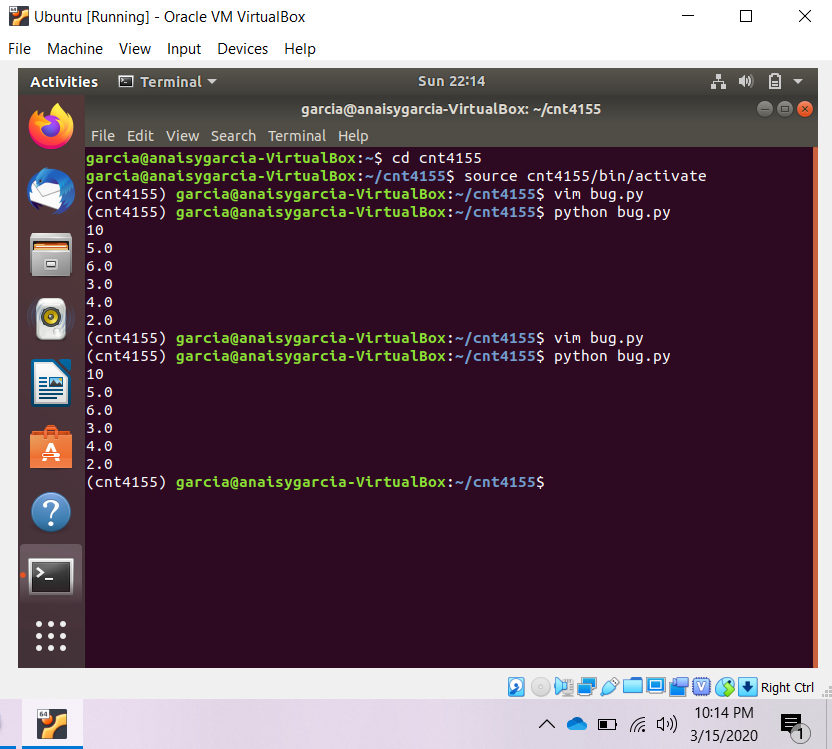 Ubuntu [Running] - Oracle VM VirtualBox
File Machine View Input Devices Help
Activities Terminal Sun 22:14
garcia@anaisygarcia-VirtualBox: ~/cnt4155
File Edit View Search Terminal Help
garcia@anaisygarcia-VirtualBox:~$ cd cnt4155
garcia@anaisygarcia-VirtualBox:~/cnt4155$ source cnt4155/bin/activate
(cnt4155) garcia@anaisygarcia-VirtualBox:~/cnt4155$ vim bug.py
(cnt4155) garcia@anaisygarcia-VirtualBox:~/cnt4155$ python bug.py
10
5.0
6.0
3.0
4.0
2.0
(cnt4155) garcia@anaisygarcia-VirtualBox:~/cnt4155$ vim bug.py
(cnt4155) garcia@anaisygarcia-VirtualBox:~/cnt4155$ python bug.py
10
5.0
6.0
3.0
4.0
2.0
(cnt4155) garcia@anaisygarcia-VirtualBox:~/cnt4155$
Right Ctrl
64
10:14 PM
3/15/2020
1